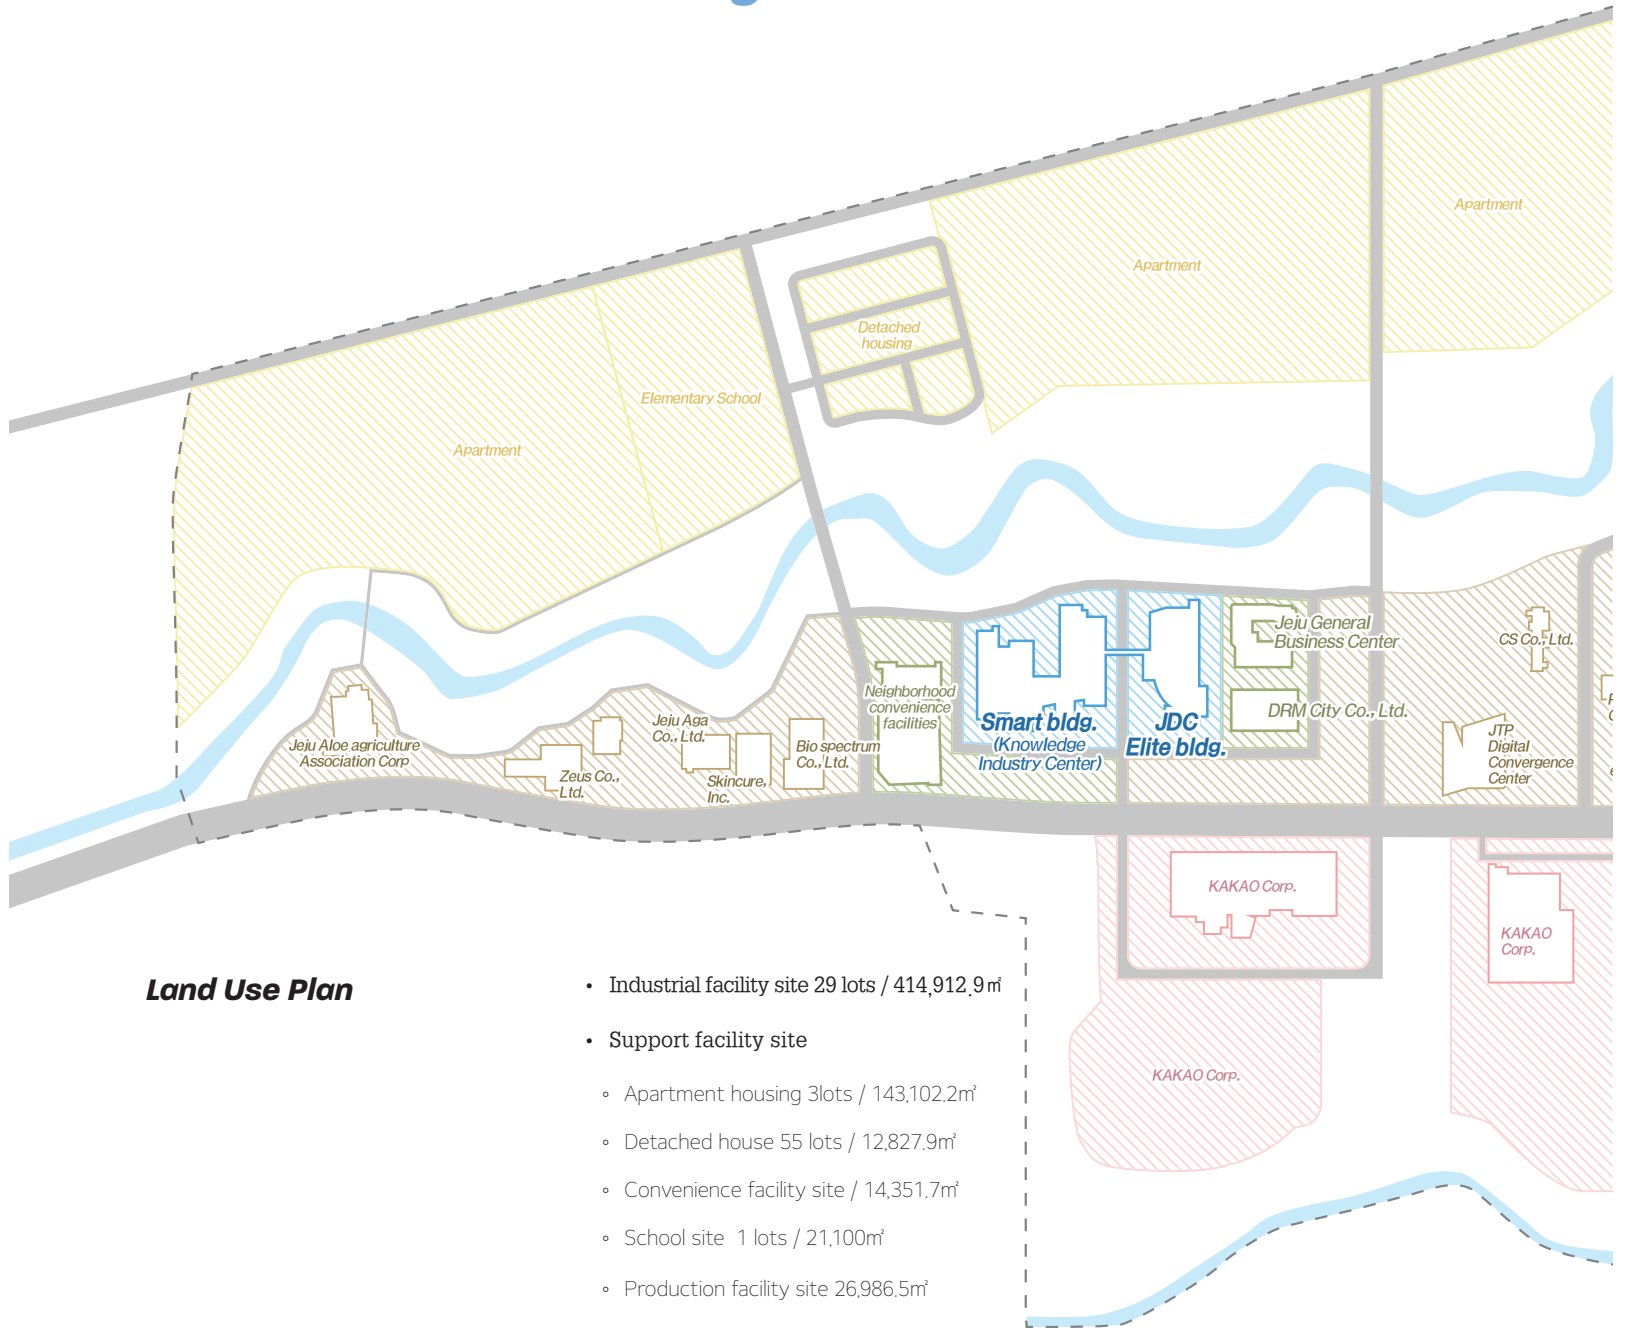 Apartment
Apartment
Detached
housing
Elementary School
Apartment
Jeju General
Business Center
CS Co., Ltd.
Neighborhood
convenience
facilities
Smart bldg.
(Knowledge
Industry Center)
JDC
Elite bldg.
DRM City Co., Ltd.
Jeju Aga
Co., Ltd.
Jeju Aloe agriculture
Association Corp
Bio spectrum
Co., Ltd.
Zeus Co.,
Ltd.
Skincure,
Inc.
JTP
Digital
Convergence
Center
KAKAO Corp.
KAKAO
Corp.
KAKAO Corp.
Land Use Plan
• Industrial facility site 29 lots / 414,912.9㎡
• Support facility site
◦ Apartment housing 3lots / 143,102.2㎡
◦ Detached house 55 lots / 12,827.9㎡
◦ Convenience facility site / 14,351.7㎡
◦ School site  1 lots / 21,100㎡
◦ Production facility site 26,986.5㎡